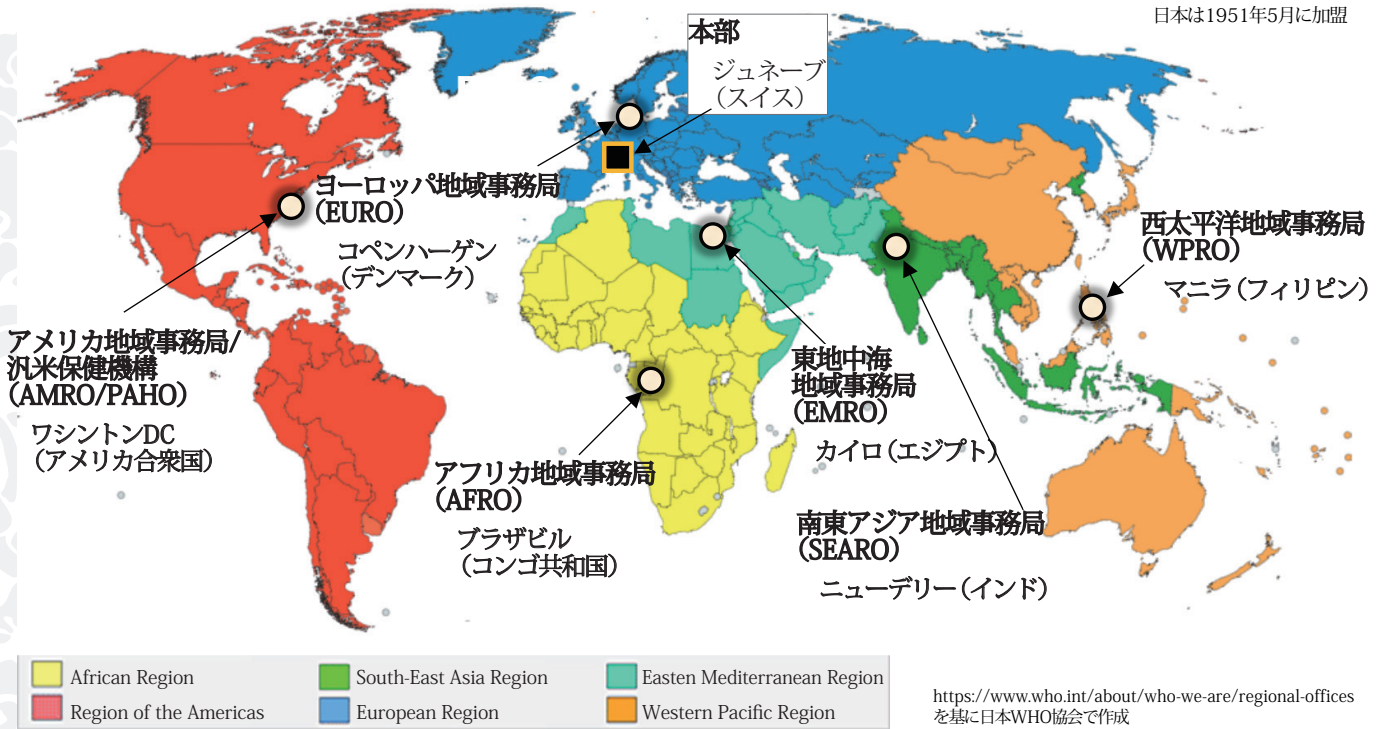 日本は1951年5月に加盟
本部
ジュネーブ
（スイス）
ヨーロッパ地域事務局
（EURO）
コペンハーゲン
（デンマーク）
西太平洋地域事務局
（WPRO）
マニラ（フィリピン）
アメリカ地域事務局/
汎米保健機構
（AMRO/PAHO）
ワシントンDC
（アメリカ合衆国）
東地中海
地域事務局
（EMRO）
カイロ（エジプト）
アフリカ地域事務局
（AFRO）
ブラザビル
（コンゴ共和国）
南東アジア地域事務局
（SEARO）
ニューデリー（インド）
African Region
South-East Asia Region
Easten Mediterranean Region
Region of the Americas
European Region
Western Pacific Region
https://www.who.int/about/who-we-are/regional-offices
を基に日本WHO協会で作成